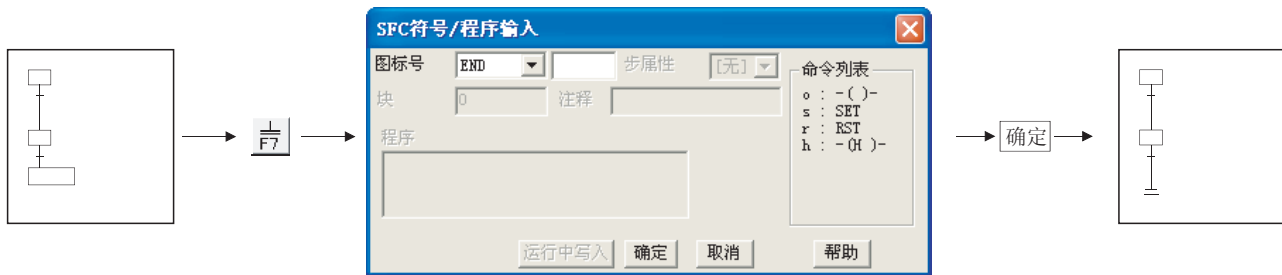 SFC符号/程序输入
图标号 END 步属性 [无]
块 0 注释
程序
命令列表
o : -( )-
s : SET
r : RST
h : -(H )-
运行中写入 确定 取消 帮助
F7
确定